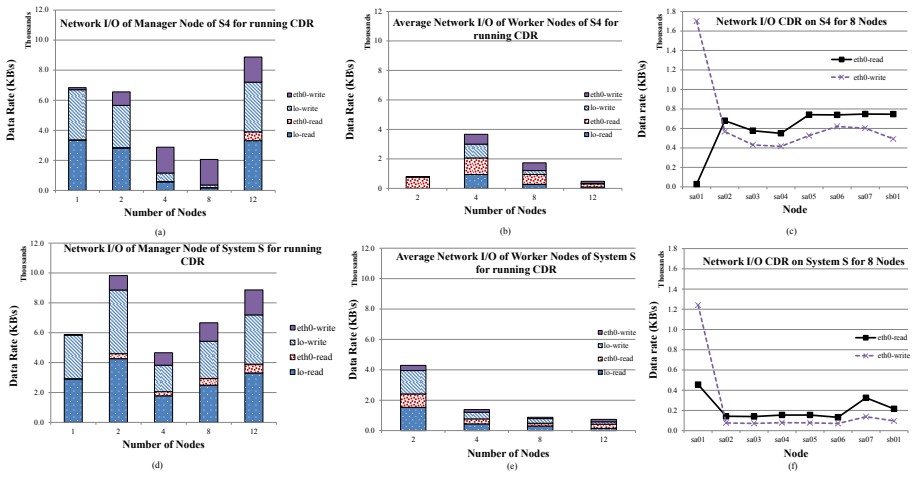 Network I/O of Manager Node of S4 for running CDR
Thousands
Data Rate (KB\s)
12.0
10.0
8.0
6.0
4.0
2.0
0.0
eth0-write
lo-write
eth0-read
lo-read
1 2 4 8 12
Number of Nodes
(a)
Average Network I/O of Worker Nodes of S4 for
running CDR
Thousands
Data Rate (KB\s)
12
10
8
6
4
2
0
eth0-write
lo-write
eth0-read
lo-read
2 4 8 12
Number of Nodes
(b)
Network I/O CDR on S4 for 8 Nodes
Thousands
Data rate (KB\s)
1.8
1.6
1.4
1.2
1.0
0.8
0.6
0.4
0.2
0.0
eth0-read
eth0-write
sa01 sa02 sa03 sa04 sa05 sa06 sa07 sb01
Node
(c)
Network I/O of Manager Node of System S for running
CDR
Thousands
Data Rate (KB\s)
12.0
10.0
8.0
6.0
4.0
2.0
0.0
eth0-write
lo-write
eth0-read
lo-read
1 2 4 8 12
Number of Nodes
(d)
Average Network I/O of Worker Nodes of System S
for running CDR
Thousands
Data Rate (KB\s)
12.0
10.0
8.0
6.0
4.0
2.0
0.0
eth0-write
lo-write
eth0-read
lo-read
2 4 8 12
Number of Nodes
(e)
Network I/O CDR on System S for 8 Nodes
Thousands
Data rate (KB\s)
1.8
1.6
1.4
1.2
1.0
0.8
0.6
0.4
0.2
0.0
eth0-read
eth0-write
sa01 sa02 sa03 sa04 sa05 sa06 sa07 sb01
Node
(f)